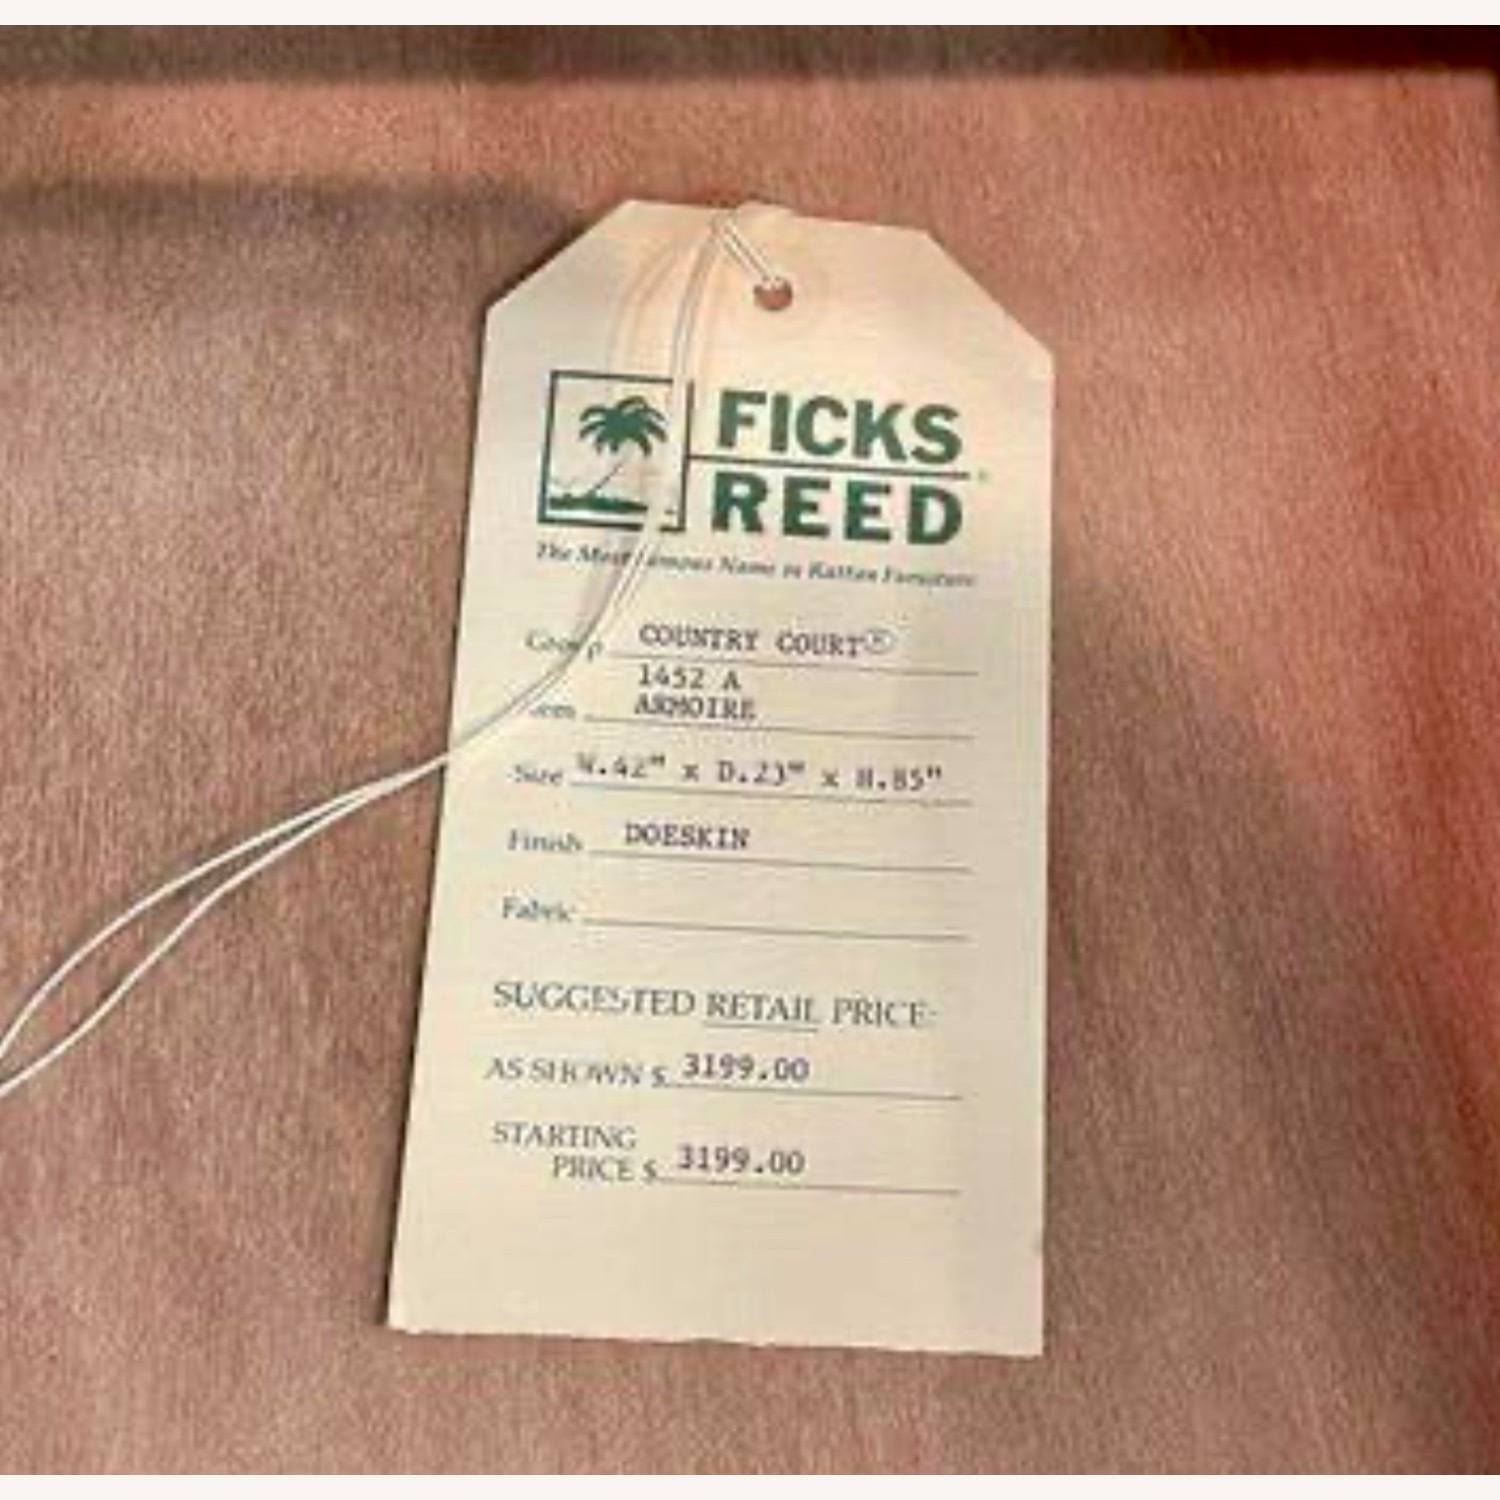 FICKS
REED
The Most Famous Name in Rattan Furniture
Group COUNTRY COURT®
1452 A
Item ARMOIRE
Size W.42" x D.23" x H.85"
Finish DOESKIN
Fabric
SUGGESTED RETAIL PRICE:
AS SHOWN $ 3199.00
STARTING
PRICE $ 3199.00